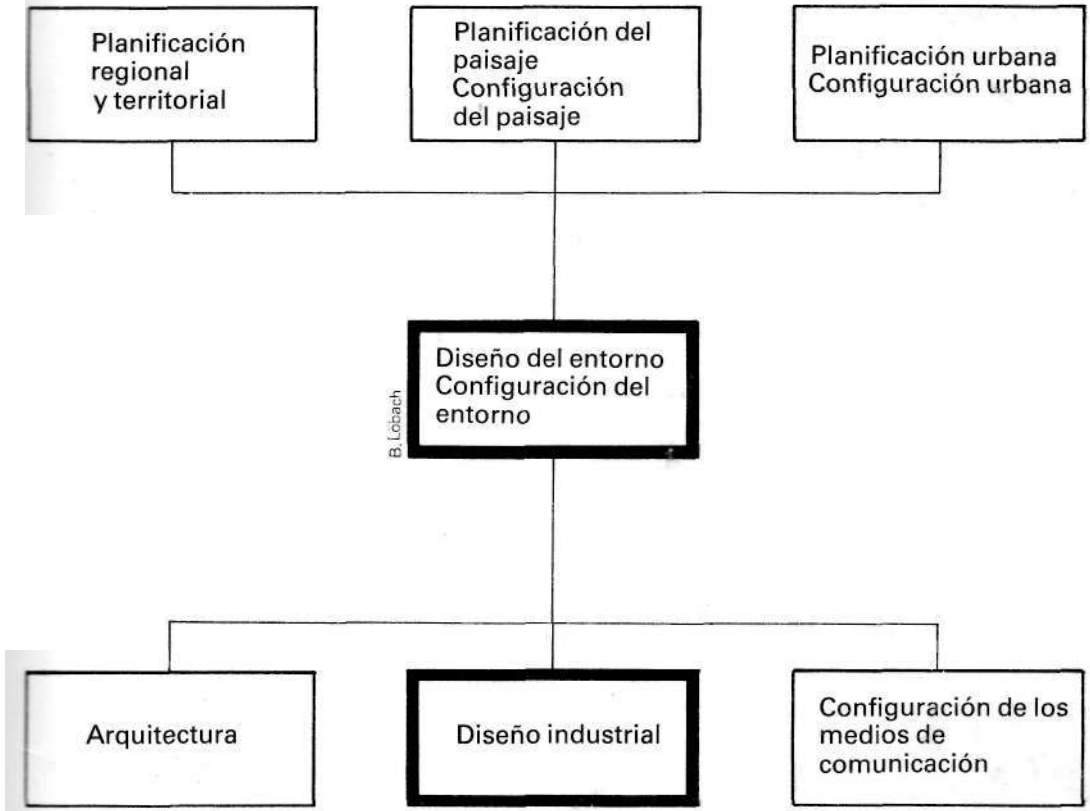 Planificación
regional
y territorial
Planificación del
paisaje
Configuración
del paisaje
Planificación urbana
Configuración urbana
Diseño del entorno
Configuración del
entorno
B. Löbach
Arquitectura
Diseño industrial
Configuración de los
medios de
comunicación